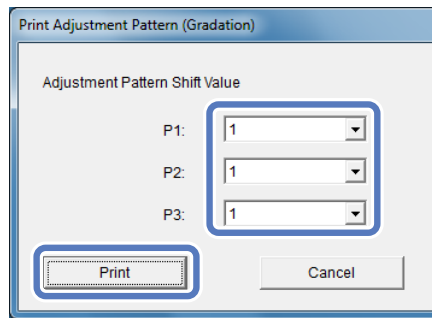 Print Adjustment Pattern (Gradation)
Adjustment Pattern Shift Value
P1: 1
P2: 1
P3: 1
Print Cancel